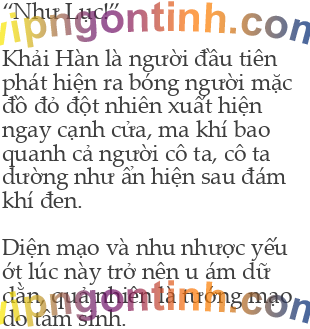 “Như Lục!”
vipngontinh.com
Khải Hàn là người đầu tiên
phát hiện ra bóng người mặc
đồ đỏ đột nhiên xuất hiện
ngay cạnh cửa, ma khí bao
quanh cả người cô ta, cô ta
dường như ẩn hiện sau đám
khí đen.
Diện mạo và nhu nhược yếu
ớt lúc này trở nên u ám dữ
dằn, quả nhiên là tướng mạo
do tâm sinh.
vipngontinh.com